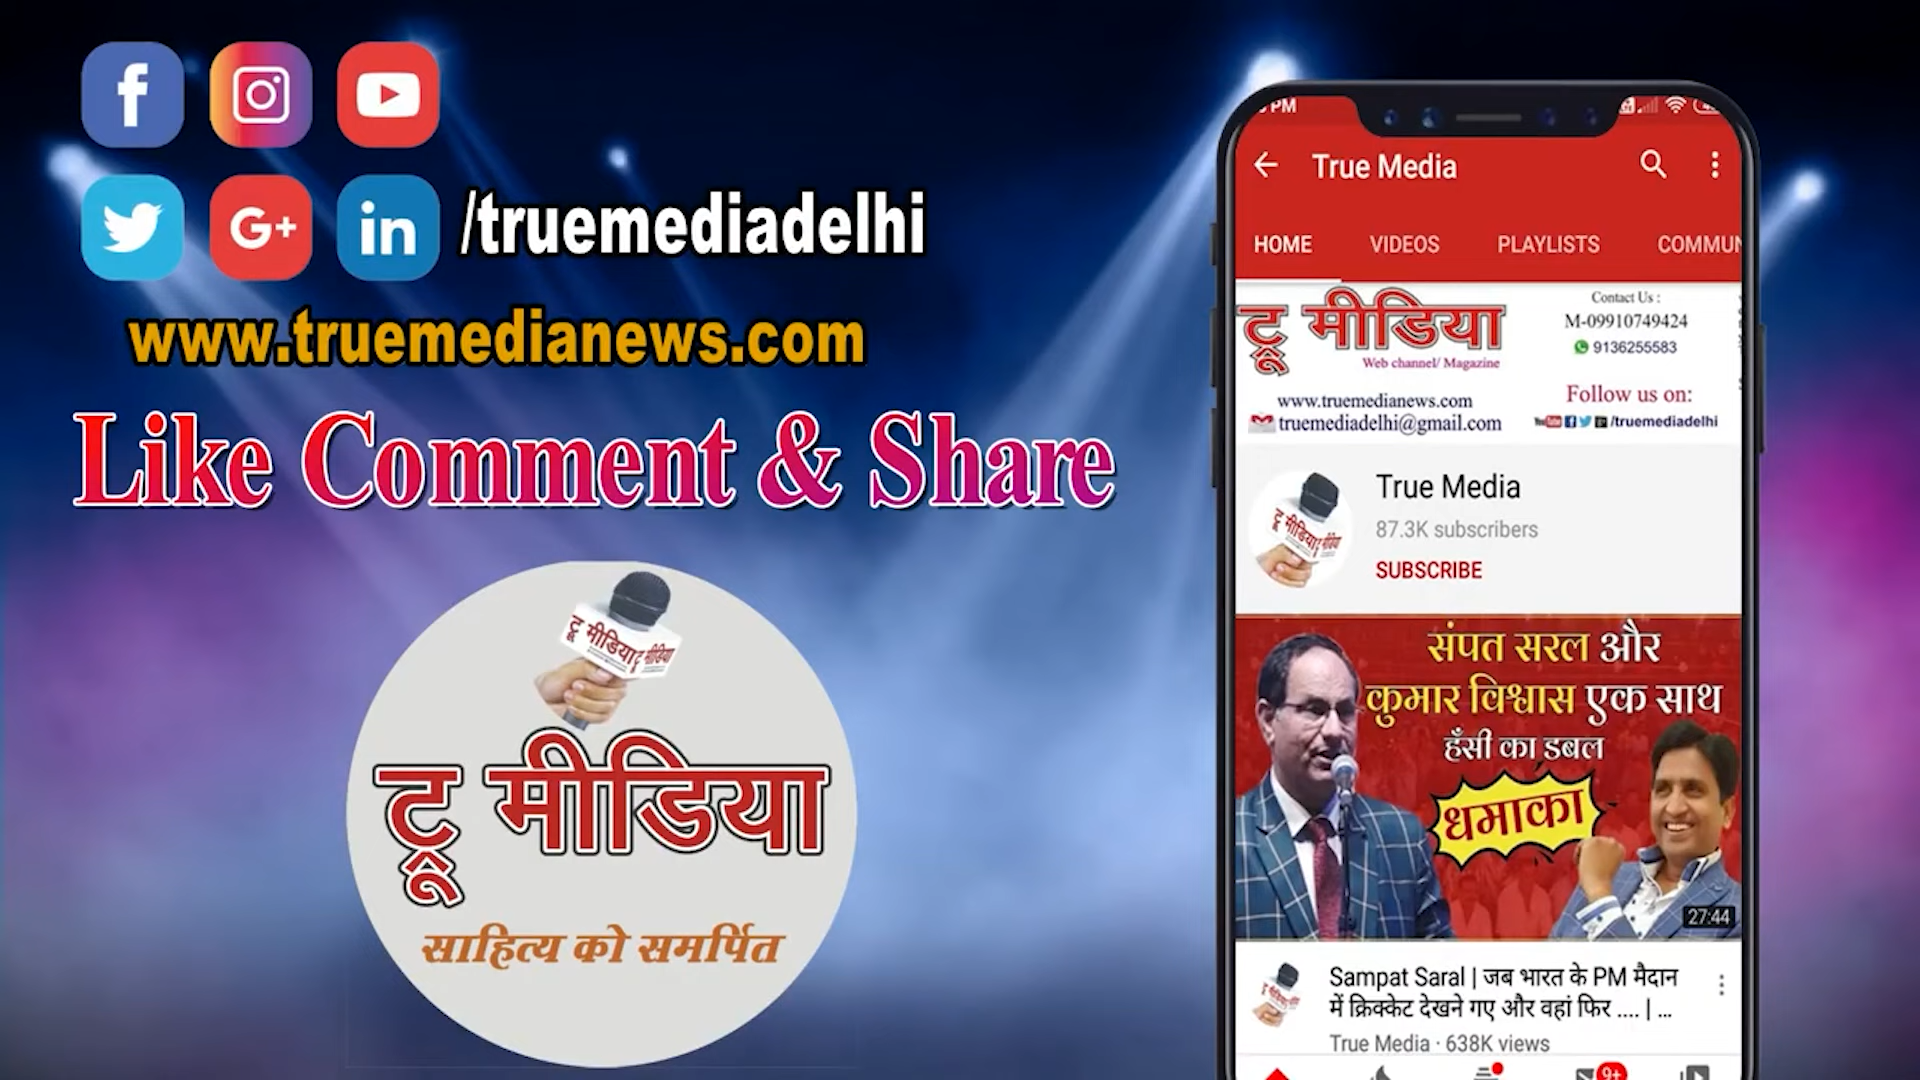 /truemediadelhi
www.truemedianews.com
Like Comment & Share
टू मीडिया
टू मीडिया
टू मीडिया
साहित्य को समर्पित
PM
True Media
HOME VIDEOS PLAYLISTS COMMUN
टू मीडिया
Web channel/ Magazine
www.truemedianews.com
truemediadelhi@gmail.com
Contact Us :
M-09910749424
9136255583
Follow us on:
/truemediadelhi
टू मीडिया
True Media
87.3K subscribers
SUBSCRIBE
संपत सरल और
कुमार विश्वास एक साथ
हँसी का डबल
धमाका
27:44
Sampat Saral | जब भारत के PM मैदान
में क्रिक्केट देखने गए और वहां फिर .... | ...
True Media · 638K views
9+